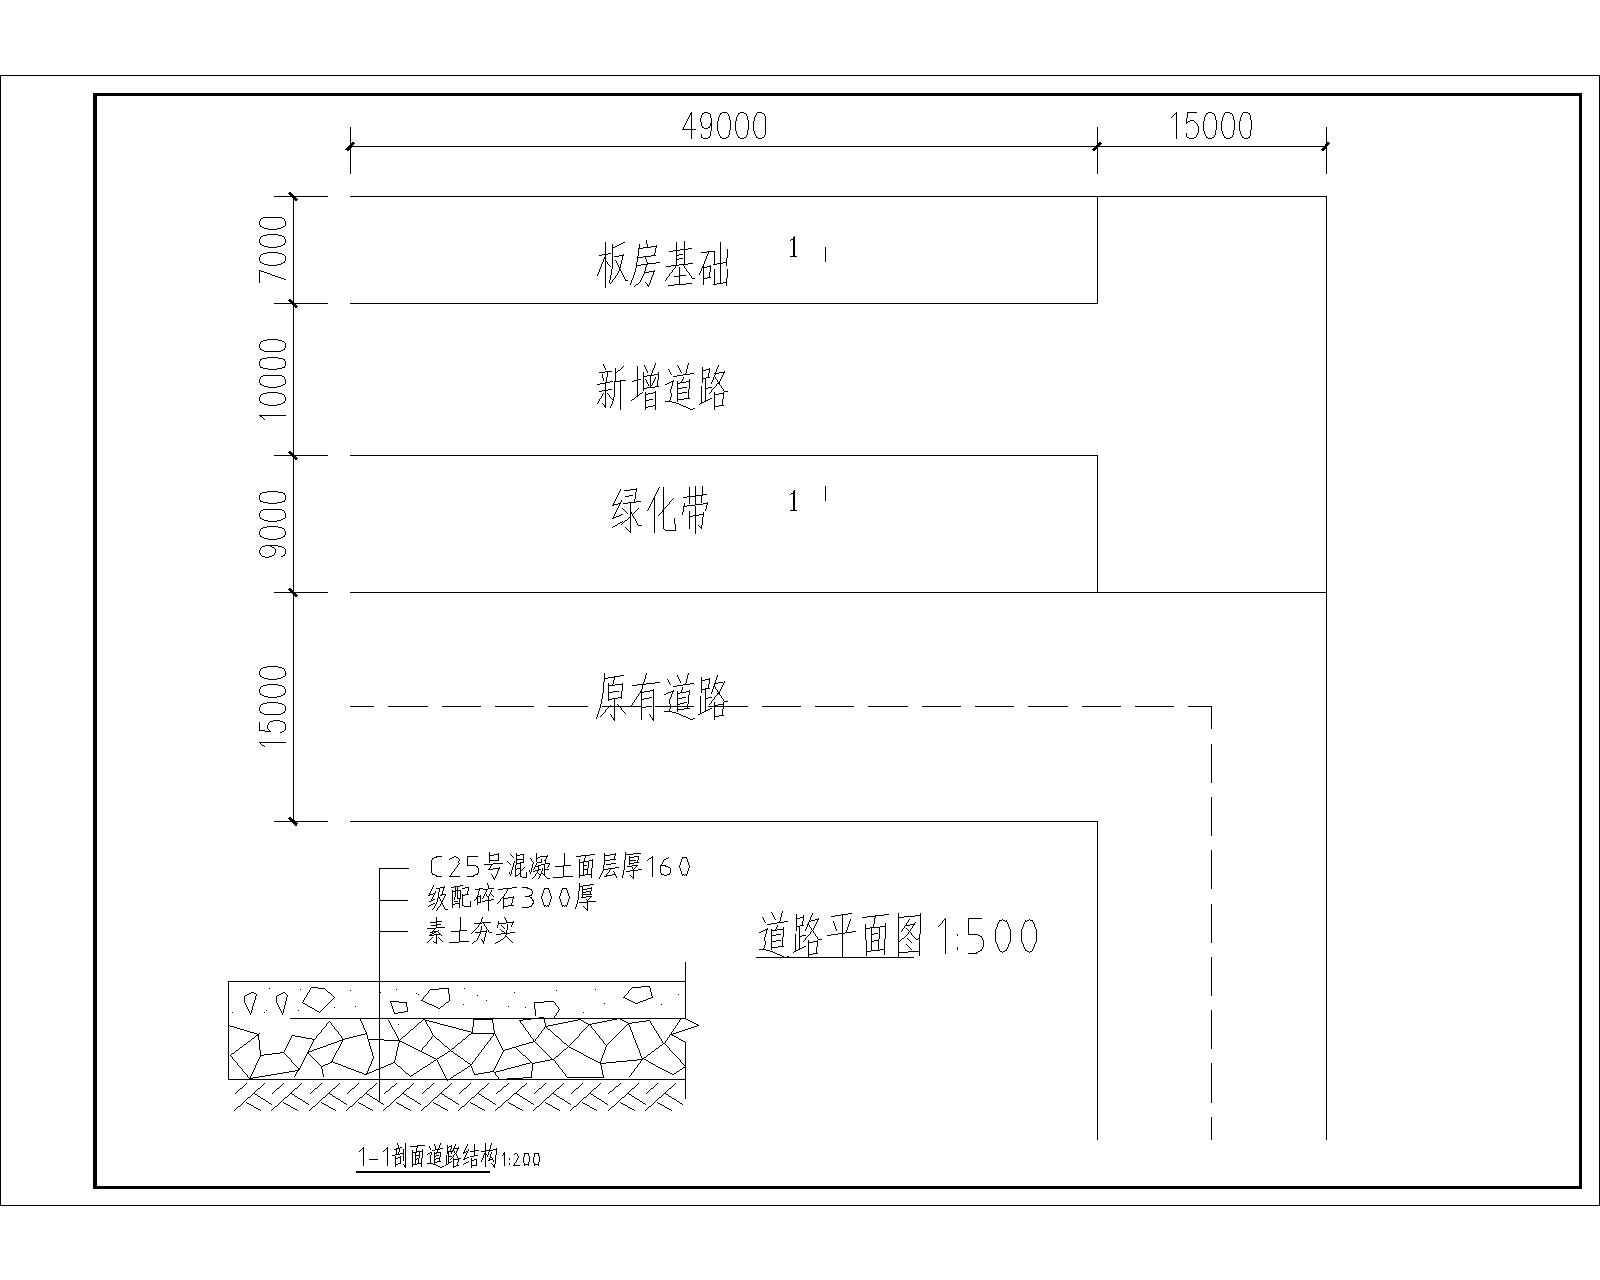 49000
15000
7000
板房基础
1
10000
新增道路
9000
绿化带
1
15000
原有道路
C25号混凝土面层厚160
级配碎石300厚
素土夯实
道路平面图 1:500
1-1剖面道路结构1:200